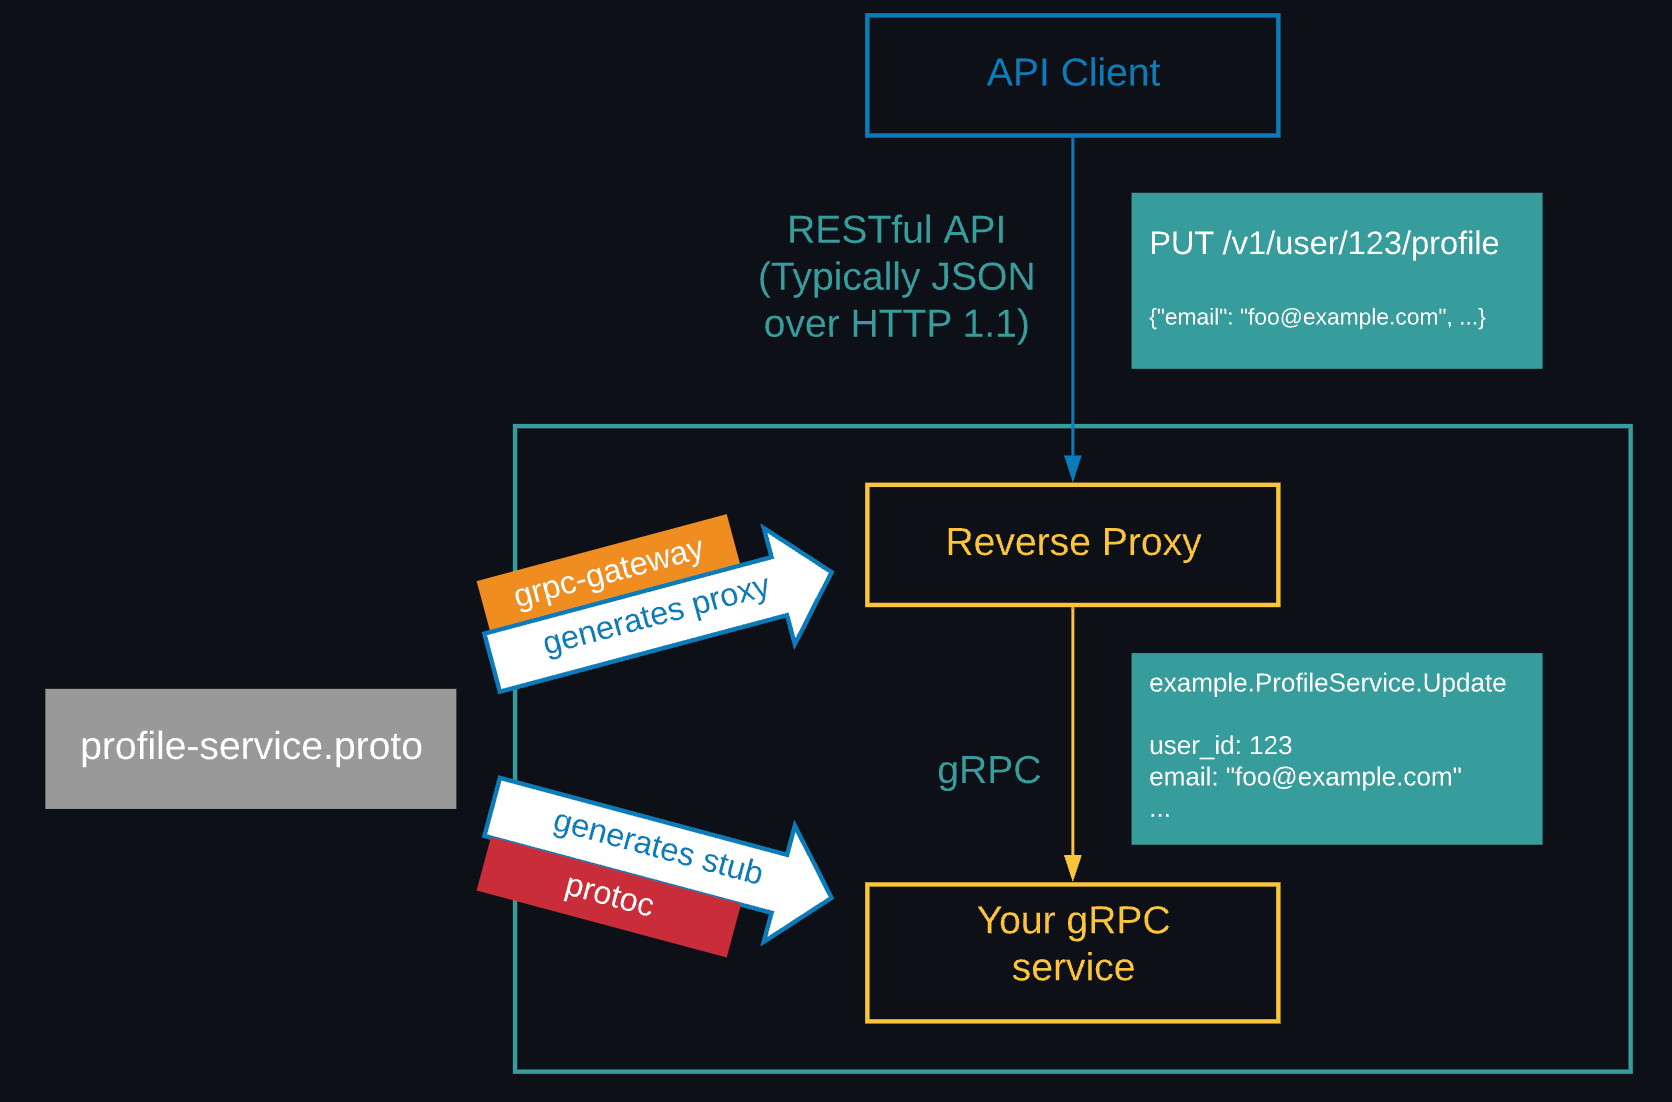 API Client
RESTful API
(Typically JSON
over HTTP 1.1)
PUT /v1/user/123/profile
{"email": "foo@example.com", ...}
Reverse Proxy
grpc-gateway
generates proxy
profile-service.proto
generates stub
protoc
gRPC
example.ProfileService.Update
user_id: 123
email: "foo@example.com"
...
Your gRPC
service